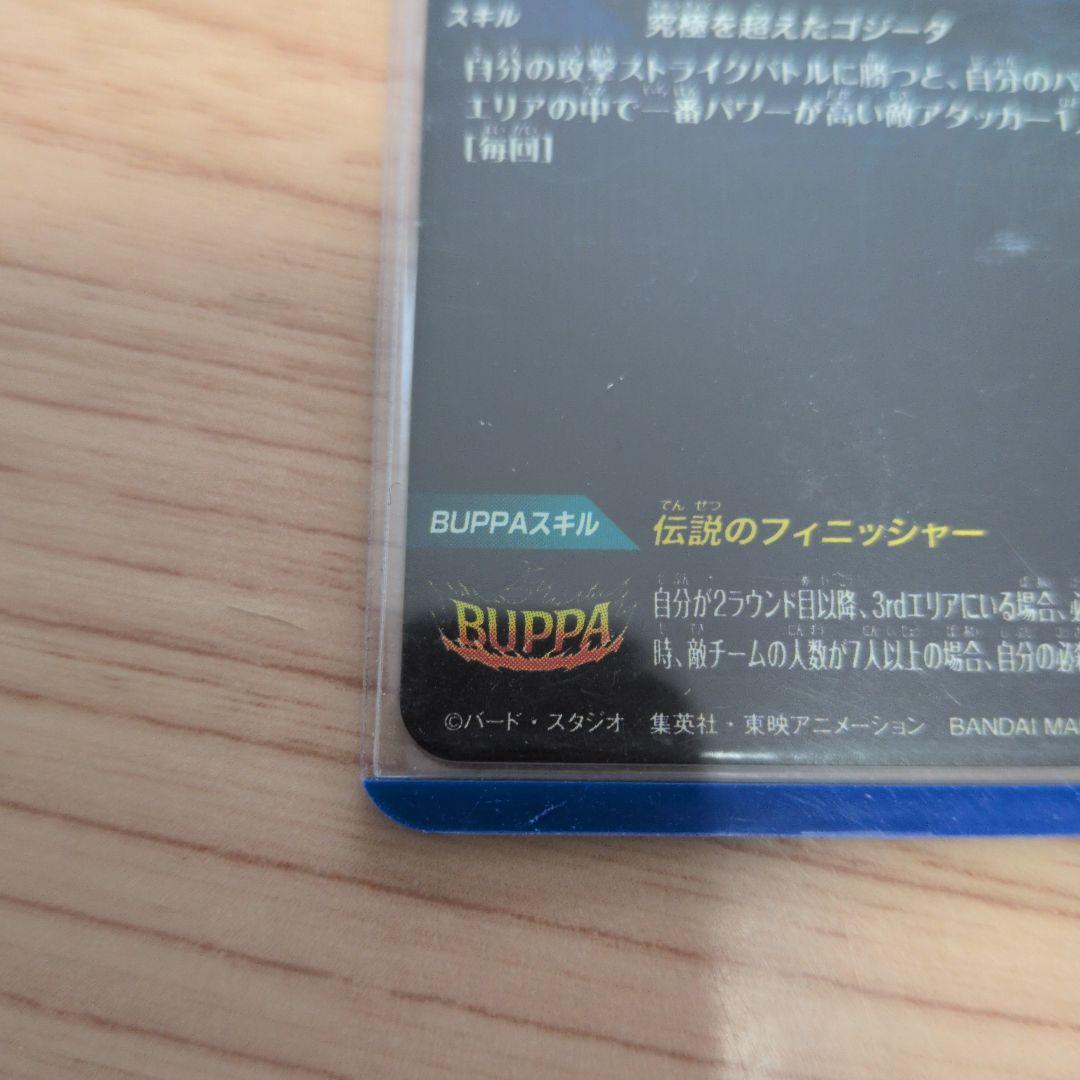 スキル 究極を超えたゴジータ
自分の攻撃ストライクバトルに勝つと、自分のバ
エリアの中で一番パワーが高い敵アタッカー1
[毎回]
BUPPAスキル 伝説のフィニッシャー
BUPPA
自分が2ラウンド目以降、3rdエリアにいる場合、必
時、敵チームの人数が7人以上の場合、自分の必殺
©バード・スタジオ 集英社・東映アニメーション BANDAI MA